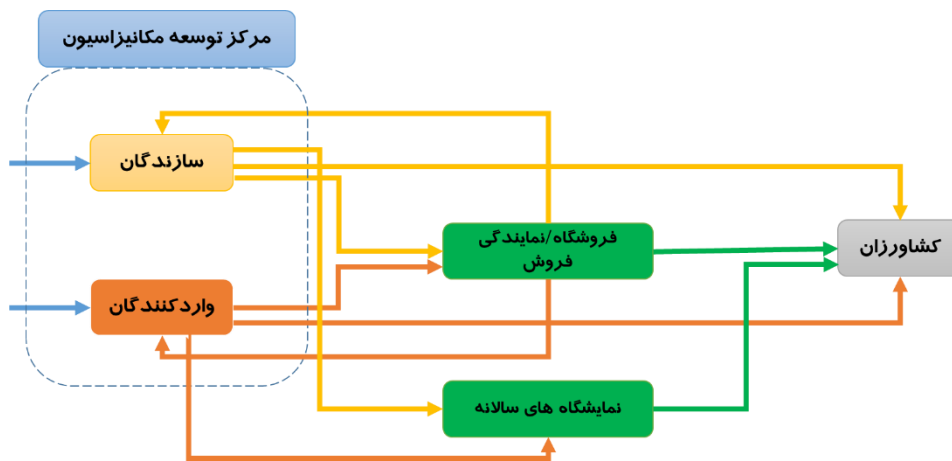 مرکز توسعه مکانیزاسیون
سازندگان
فروشگاه/نمایندگی
فروش
کشاورزان
واردکنندگان
نمایشگاه های سالانه